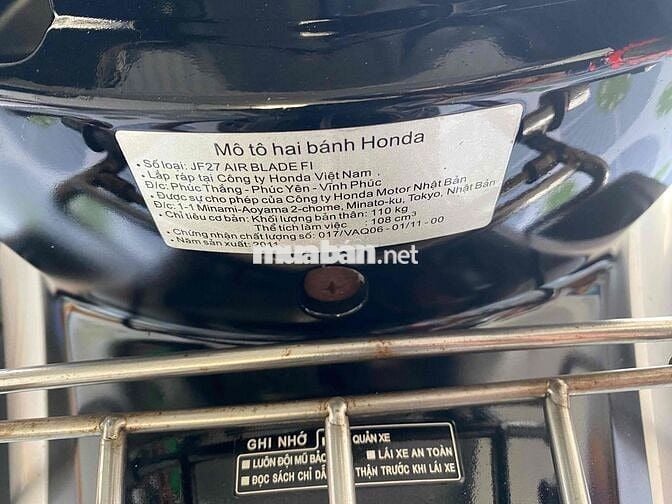 Mô tô hai bánh Honda
• Số loại: JF27 AIR BLADE FI
• Lắp ráp tại Công ty Honda Việt Nam
Đ/c: Phúc Thắng - Phúc Yên - Vĩnh Phúc
• Được sự cho phép của Công ty Honda Motor Nhật Bản
Đ/c: 1-1 Minami-Aoyama 2-chome, Minato-ku, Tokyo, Nhật Bản
• Chỉ tiêu cơ bản: Khối lượng bản thân: 110 kg
Thể tích làm việc : 108 cm³
• Chứng nhận chất lượng số: 017/VAQ06 - 01/11 - 00
• Năm sản xuất: 2011
muaban.net
GHI NHỚ QUẢN XE
▪ LUÔN ĐỘI MŨ BẢO ▪ LÁI XE AN TOÀN
▪ ĐỌC SÁCH CHỈ DẪ THẬN TRƯỚC KHI LÁI XE